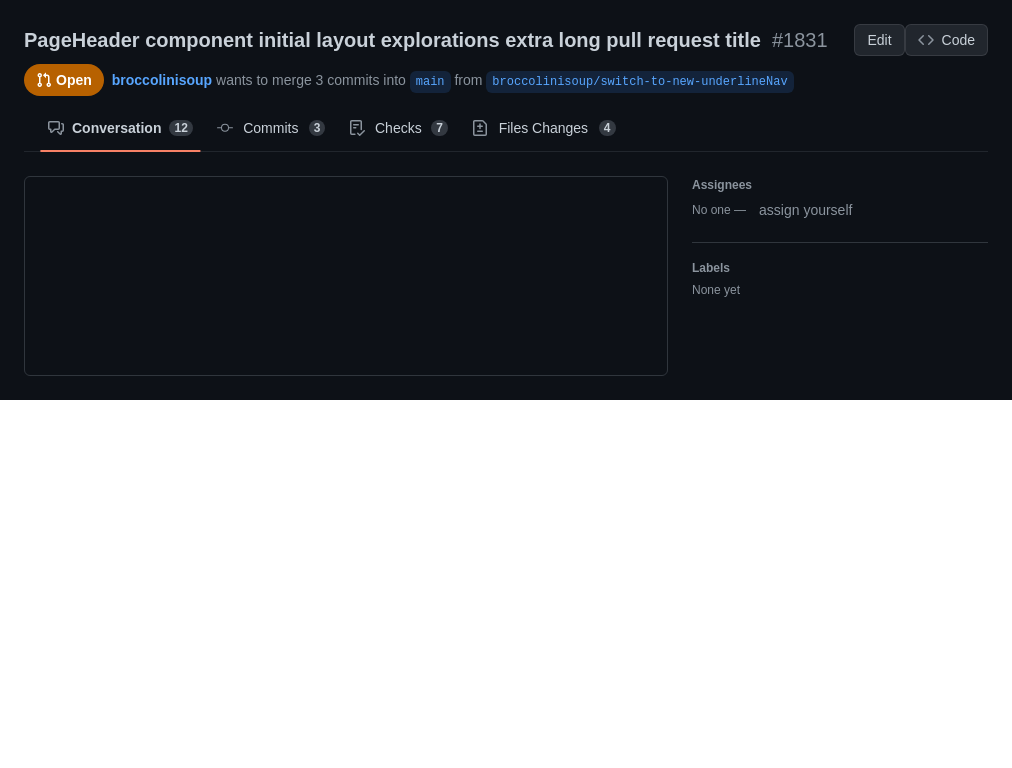 PageHeader component initial layout explorations extra long pull request title #1831
Edit
Code
Open
broccolinisoup wants to merge 3 commits into main from broccolinisoup/switch-to-new-underlineNav
Conversation 12
Commits 3
Checks 7
Files Changes 4
Assignees
No one — assign yourself
Labels
None yet